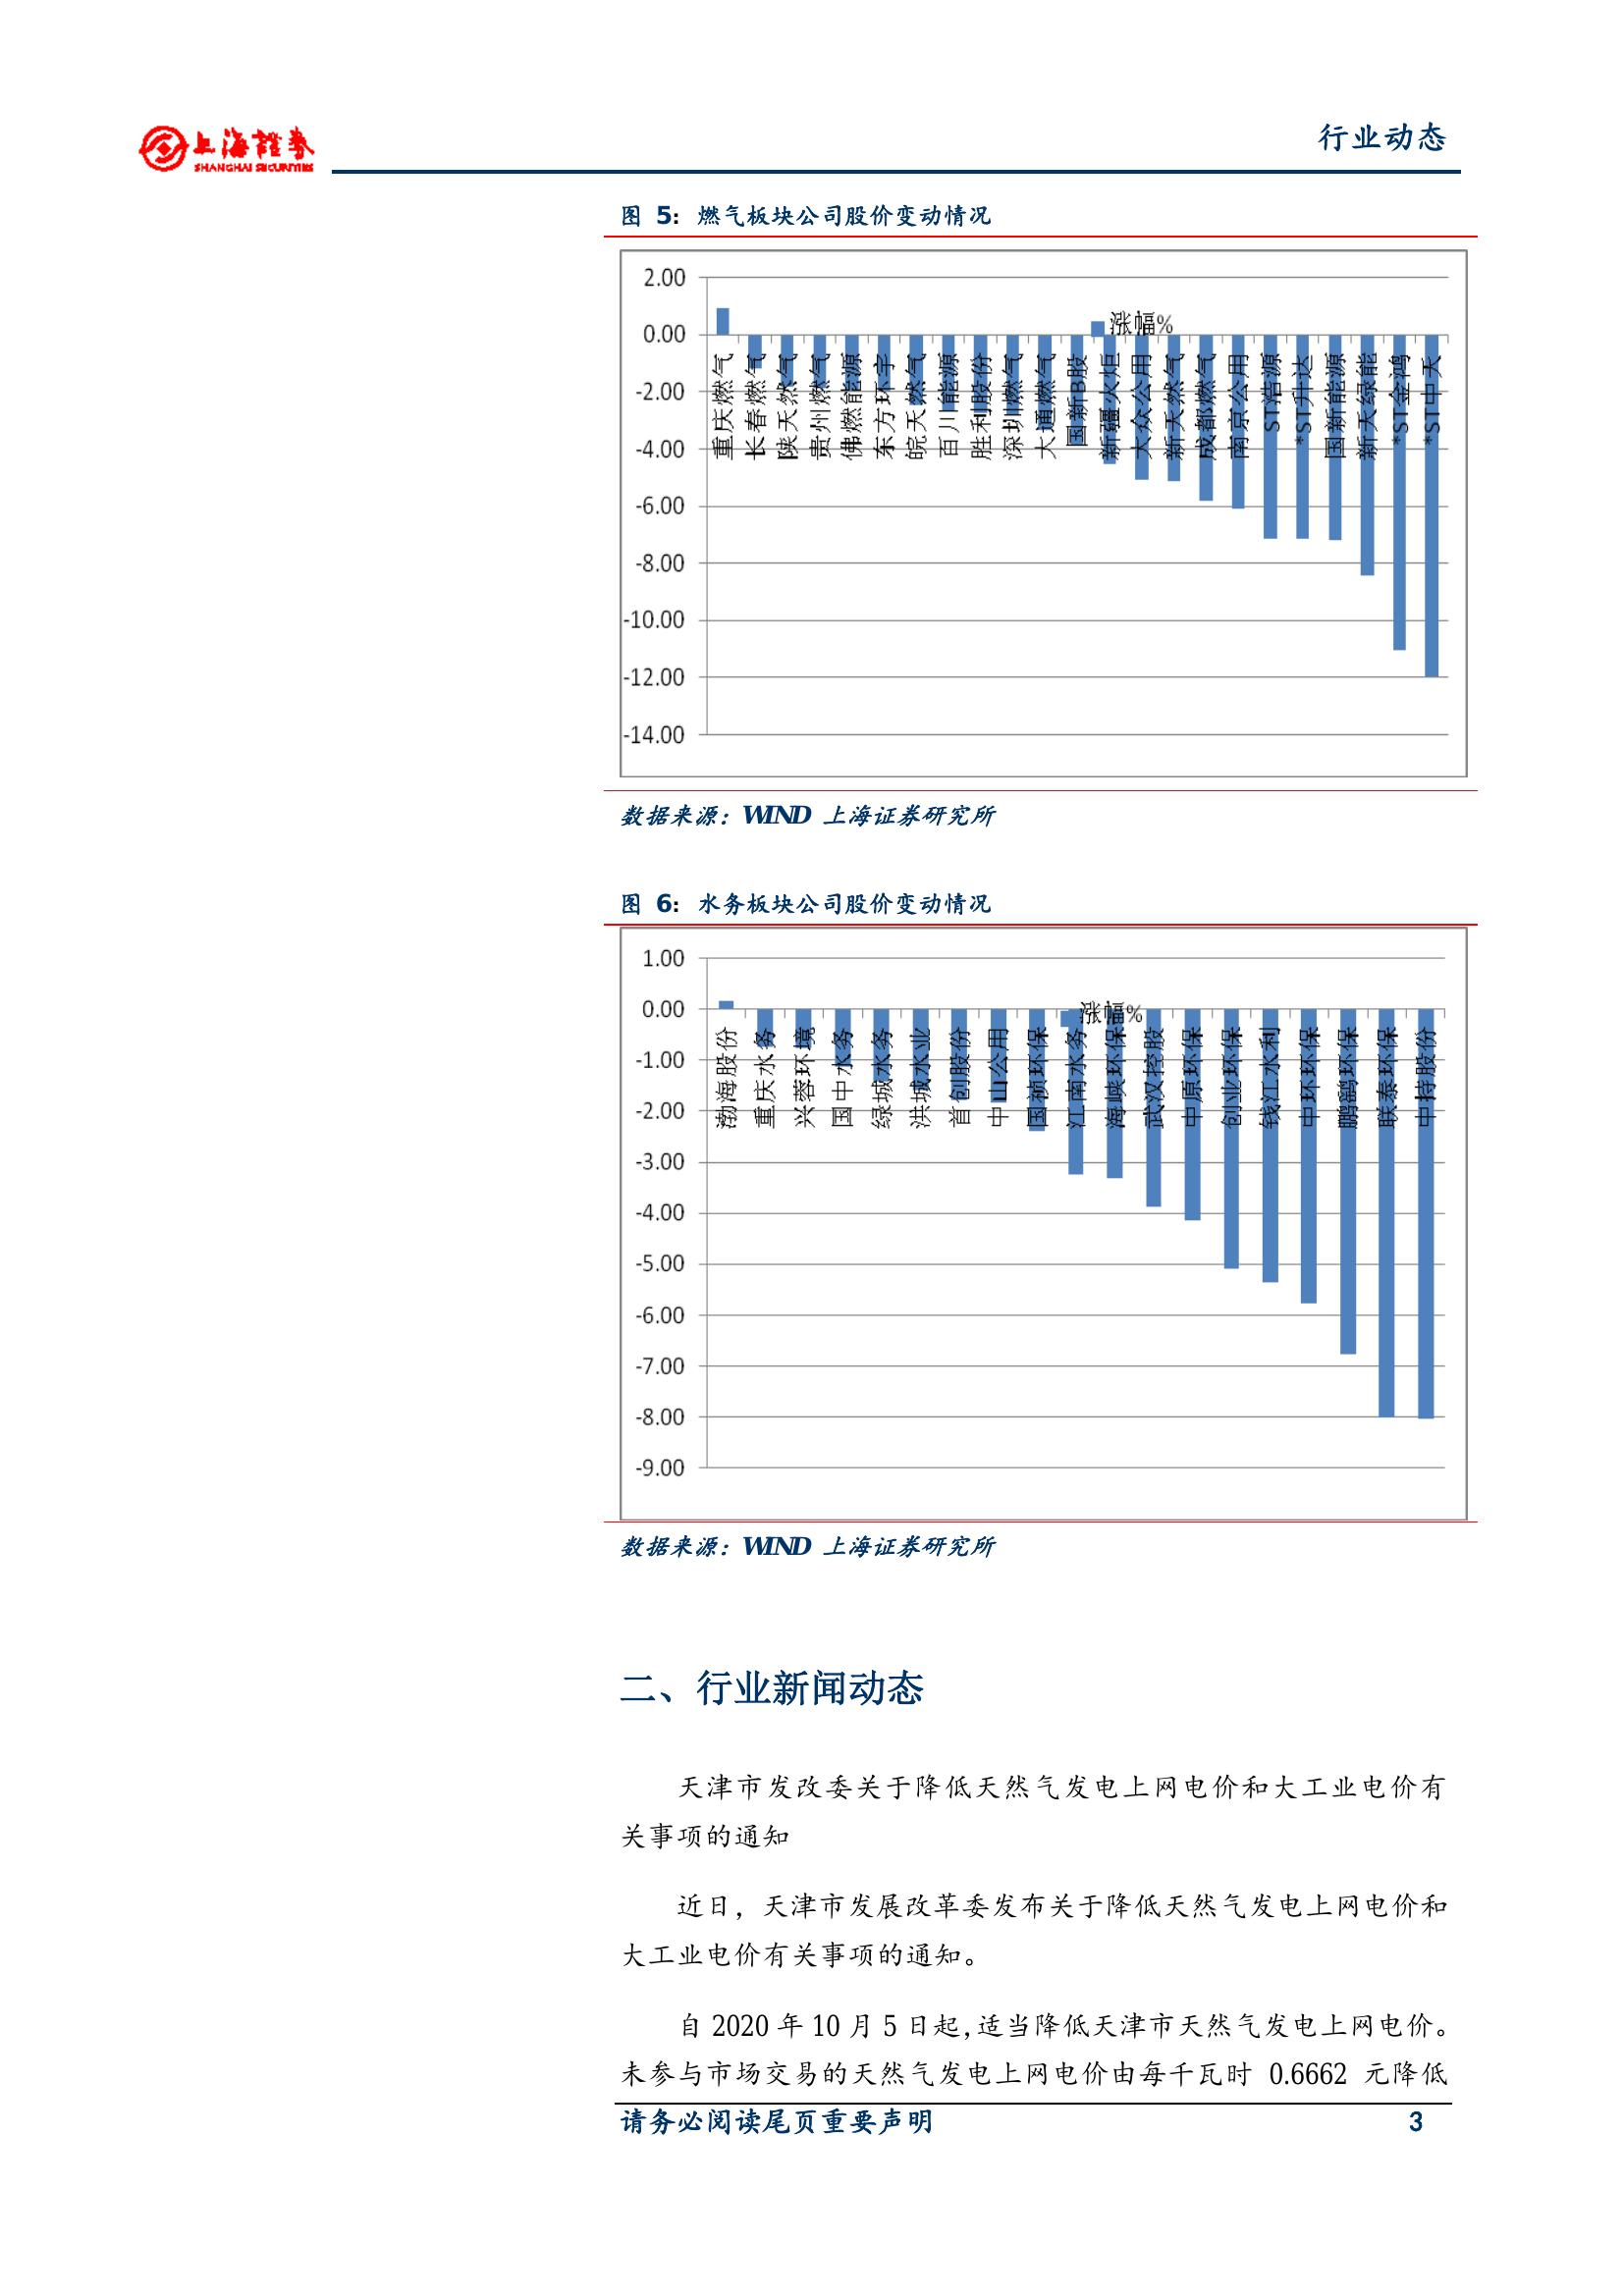 上海證券
SHANGHAI SECURITIES
行业动态
图 5: 燃气板块公司股价变动情况
2.00
0.00
-2.00
-4.00
-6.00
-8.00
-10.00
-12.00
-14.00
涨幅%
重庆燃气
长春燃气
陕天然气
贵州燃气
佛燃能源
东方环宇
皖天然气
百川能源
胜利股份
深圳燃气
大通燃气
国新B股
新疆火炬
大众公用
新天然气
成都燃气
南京公用
ST浩源
*ST升达
国新能源
新天绿能
*ST金鸿
*ST中天
数据来源:WIND 上海证券研究所
图 6: 水务板块公司股价变动情况
1.00
0.00
-1.00
-2.00
-3.00
-4.00
-5.00
-6.00
-7.00
-8.00
-9.00
涨幅%
渤海股份
重庆水务
兴蓉环境
国中水务
绿城水务
洪城水业
首创股份
中山公用
国祯环保
江南水务
海峡环保
武汉控股
中原环保
创业环保
钱江水利
中环环保
鹏鹞环保
联泰环保
中持股份
数据来源:WIND 上海证券研究所
二、行业新闻动态
天津市发改委关于降低天然气发电上网电价和大工业电价有
关事项的通知
近日，天津市发展改革委发布关于降低天然气发电上网电价和
大工业电价有关事项的通知。
自 2020 年 10 月 5 日起,适当降低天津市天然气发电上网电价。
未参与市场交易的天然气发电上网电价由每千瓦时 0.6662 元降低
请务必阅读尾页重要声明
3